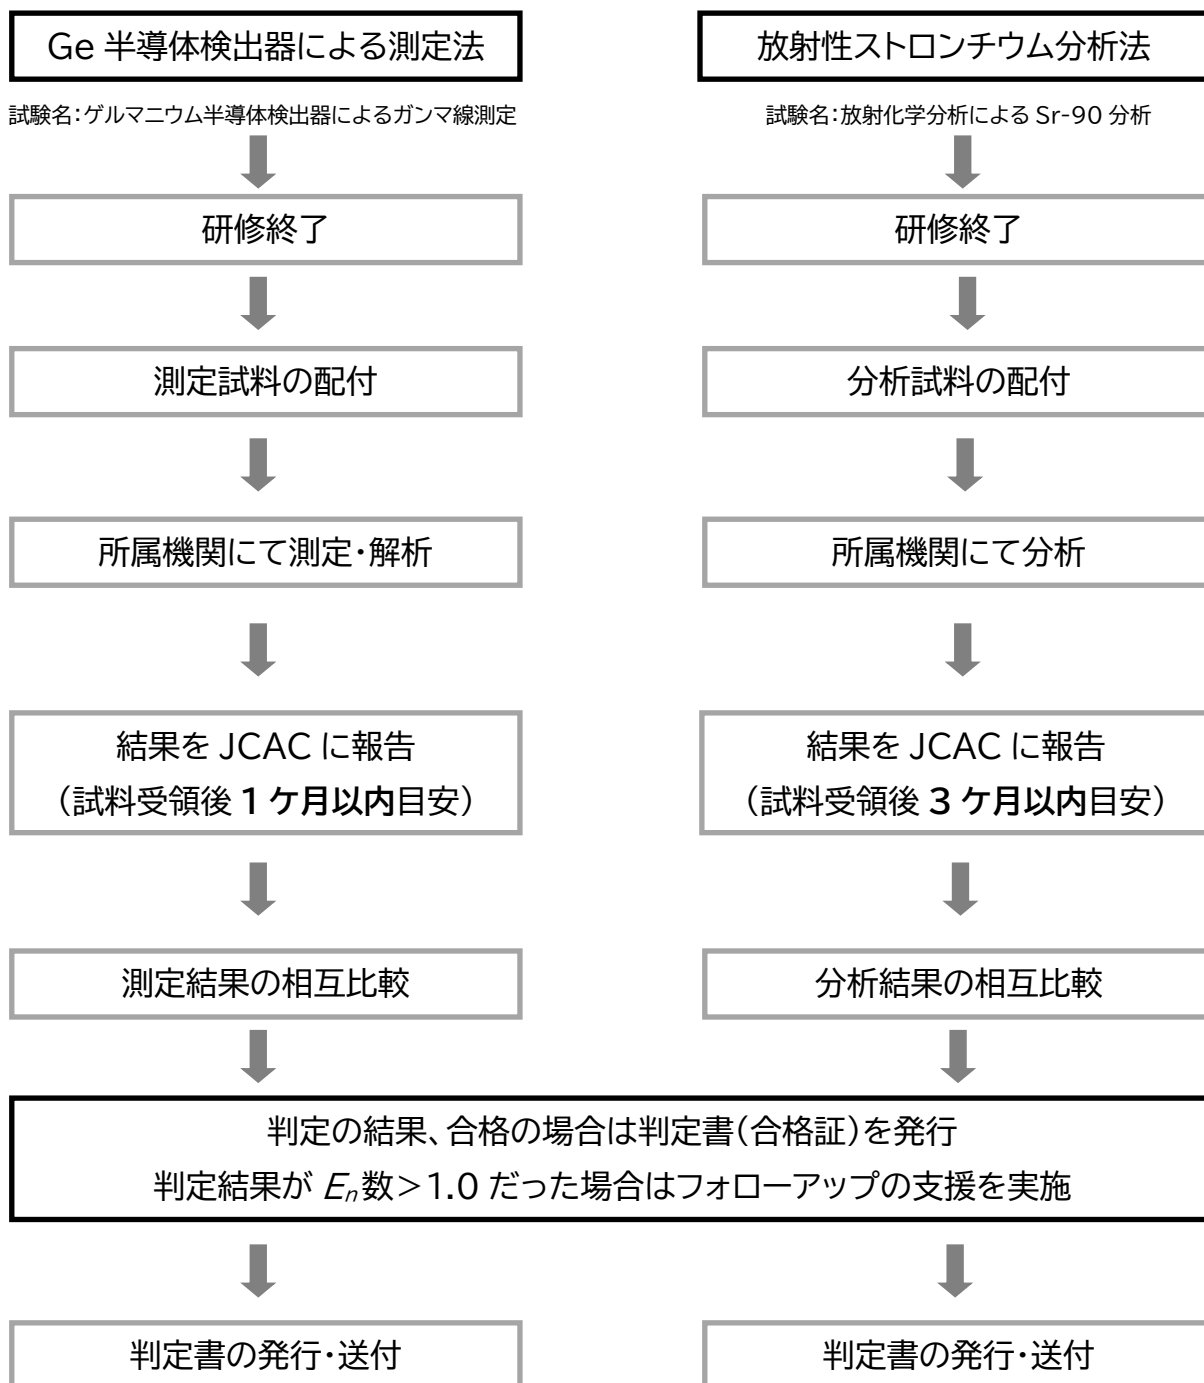 Ge 半導体検出器による測定法
試験名：ゲルマニウム半導体検出器によるガンマ線測定
研修終了
測定試料の配付
所属機関にて測定・解析
結果を JCAC に報告
（試料受領後 1 ケ月以内目安）
測定結果の相互比較
放射性ストロンチウム分析法
試験名：放射化学分析による Sr-90 分析
研修終了
分析試料の配付
所属機関にて分析
結果を JCAC に報告
（試料受領後 3 ケ月以内目安）
分析結果の相互比較
判定の結果、合格の場合は判定書（合格証）を発行
判定結果が En数＞1.0 だった場合はフォローアップの支援を実施
判定書の発行・送付
判定書の発行・送付